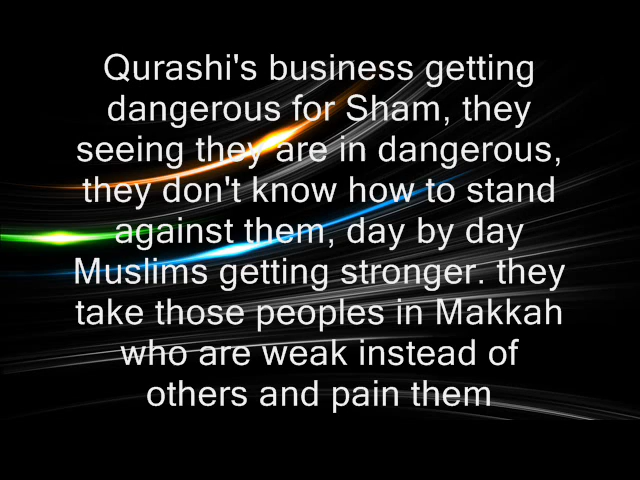 Qurashi's business getting
dangerous for Sham, they
seeing they are in dangerous,
they don't know how to stand
against them, day by day
Muslims getting stronger. they
take those peoples in Makkah
who are weak instead of
others and pain them